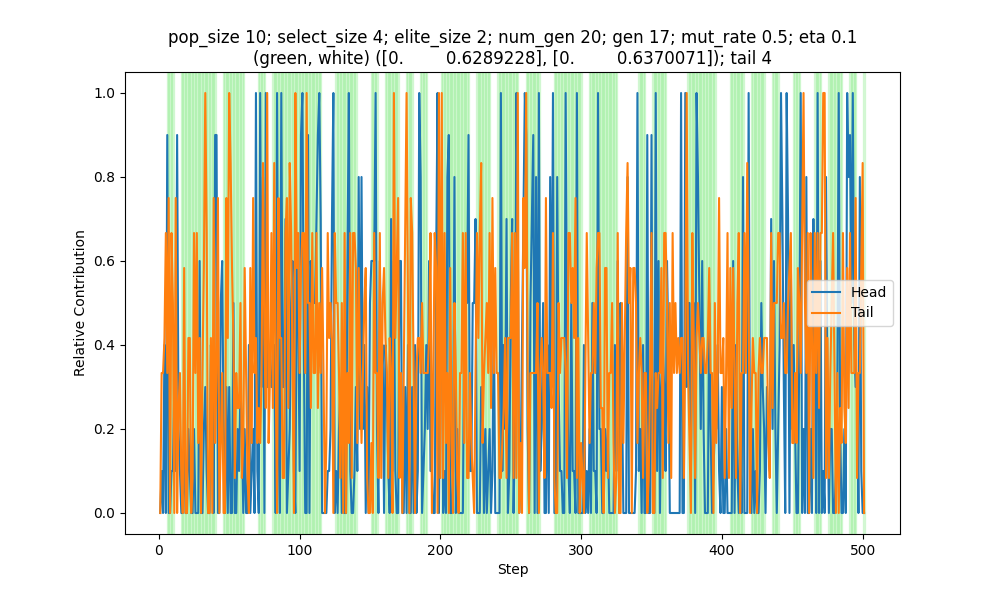 pop_size 10; select_size 4; elite_size 2; num_gen 20; gen 17; mut_rate 0.5; eta 0.1
(green, white) ([0. 0.6289228], [0. 0.6370071]); tail 4
1.0
0.8
0.6
0.4
0.2
0.0
Relative Contribution
Head
Tail
0 100 200 300 400 500
Step